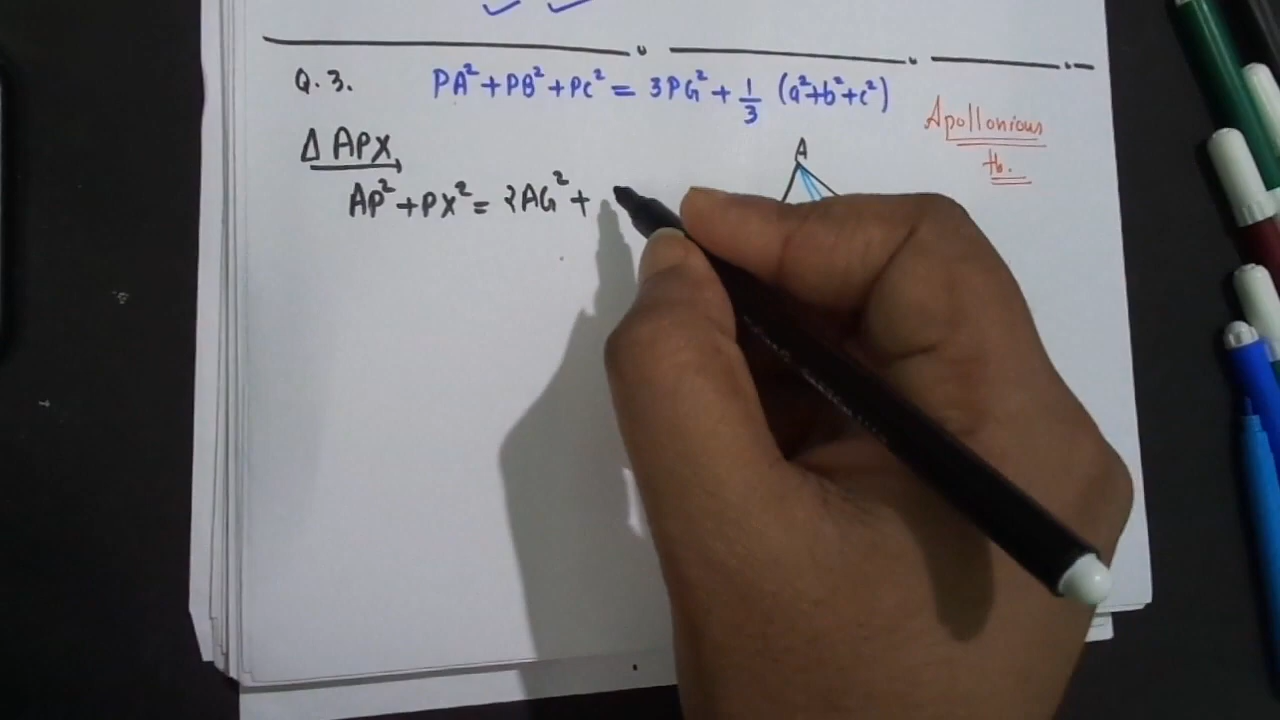 Q.3. PA²+PB²+PC² = 3PG²+ 1/3 (a²+b²+c²)
Apollonious
th.
Δ APX,
AP²+PX² = 2AG²+
A